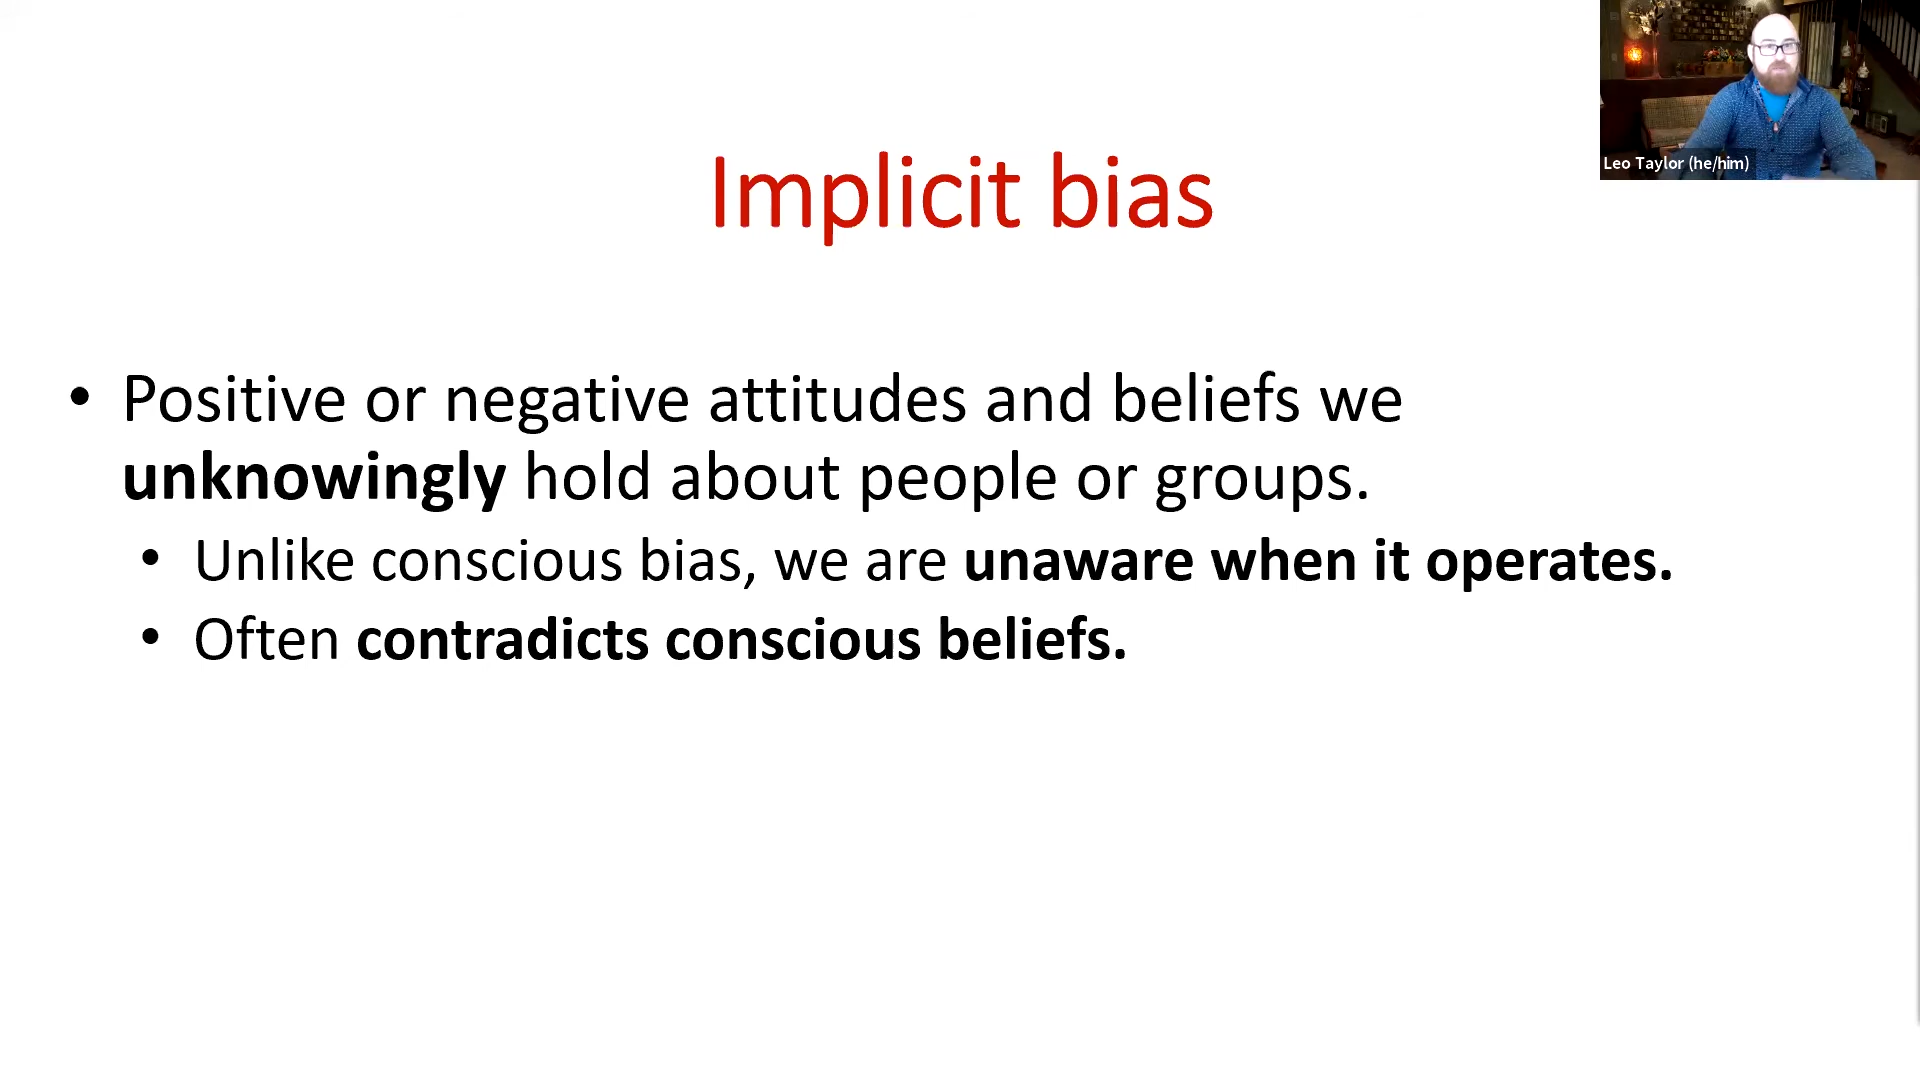 Implicit bias
• Positive or negative attitudes and beliefs we
unknowingly hold about people or groups.
• Unlike conscious bias, we are unaware when it operates.
• Often contradicts conscious beliefs.
Leo Taylor (he/him)